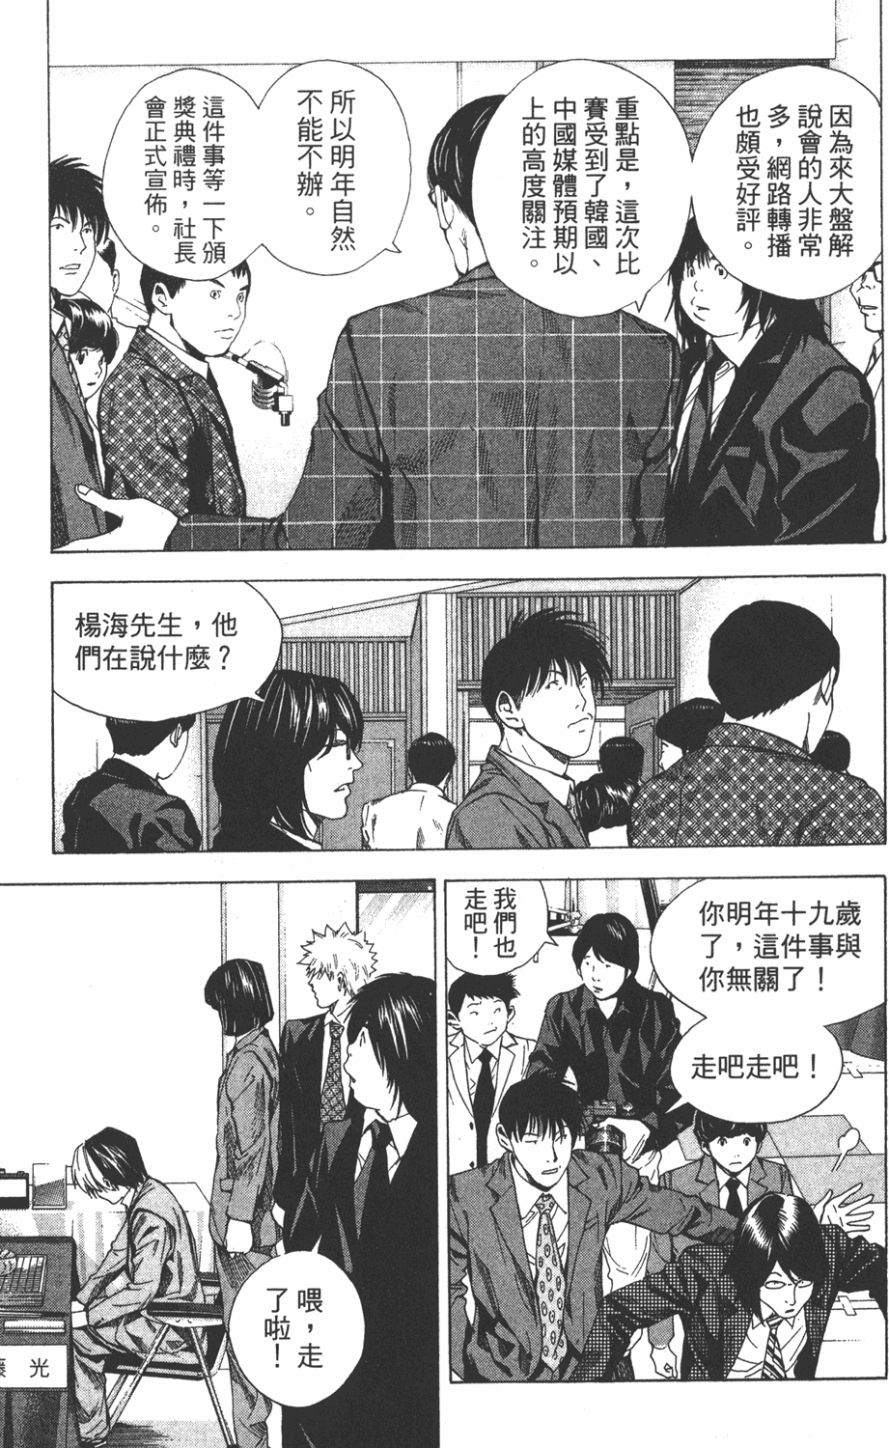 因為來大盤解
說會的人非常
多，網路轉播
也頗受好評。
重點是，這次比
賽受到了韓國、
中國媒體預期以
上的高度關注。
所以明年自然
不能不辦。
這件事等一下頒
獎典禮時，社長
會正式宣佈。
楊海先生，他
們在說什麼？
你明年十九歲
了，這件事與
你無關了！
走吧走吧！
我們也
走吧！
喂，走
了啦！
藤 光